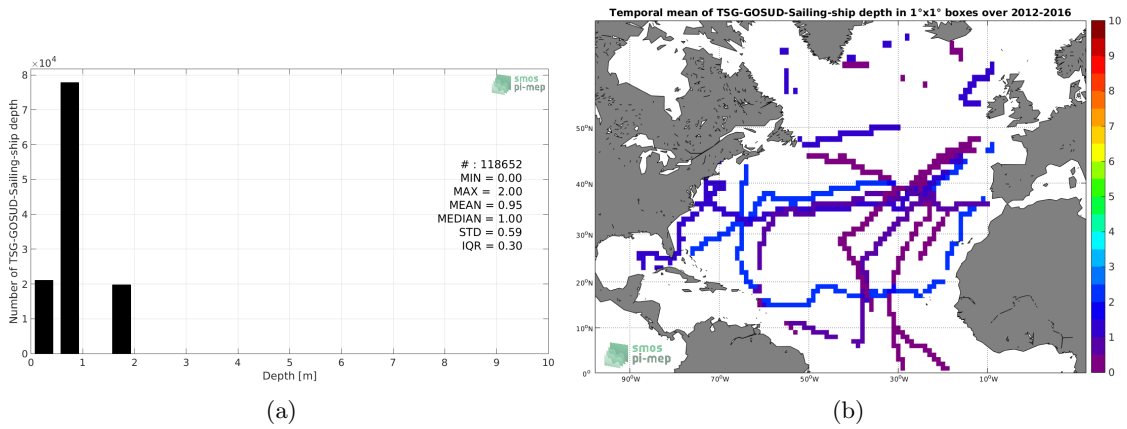 ×10⁴
8
7
6
5
4
3
2
1
0
Number of TSG-GOSUD-Sailing-ship depth
smos
pi-mep
# : 118652
MIN = 0.00
MAX = 2.00
MEAN = 0.95
MEDIAN = 1.00
STD = 0.59
IQR = 0.30
0 1 2 3 4 5 6 7 8 9 10
Depth [m]
(a)
Temporal mean of TSG-GOSUD-Sailing-ship depth in 1°x1° boxes over 2012-2016
50°N
40°N
30°N
20°N
10°N
0°
90°W 70°W 50°W 30°W 10°W
smos
pi-mep
10
9
8
7
6
5
4
3
2
1
0
(b)